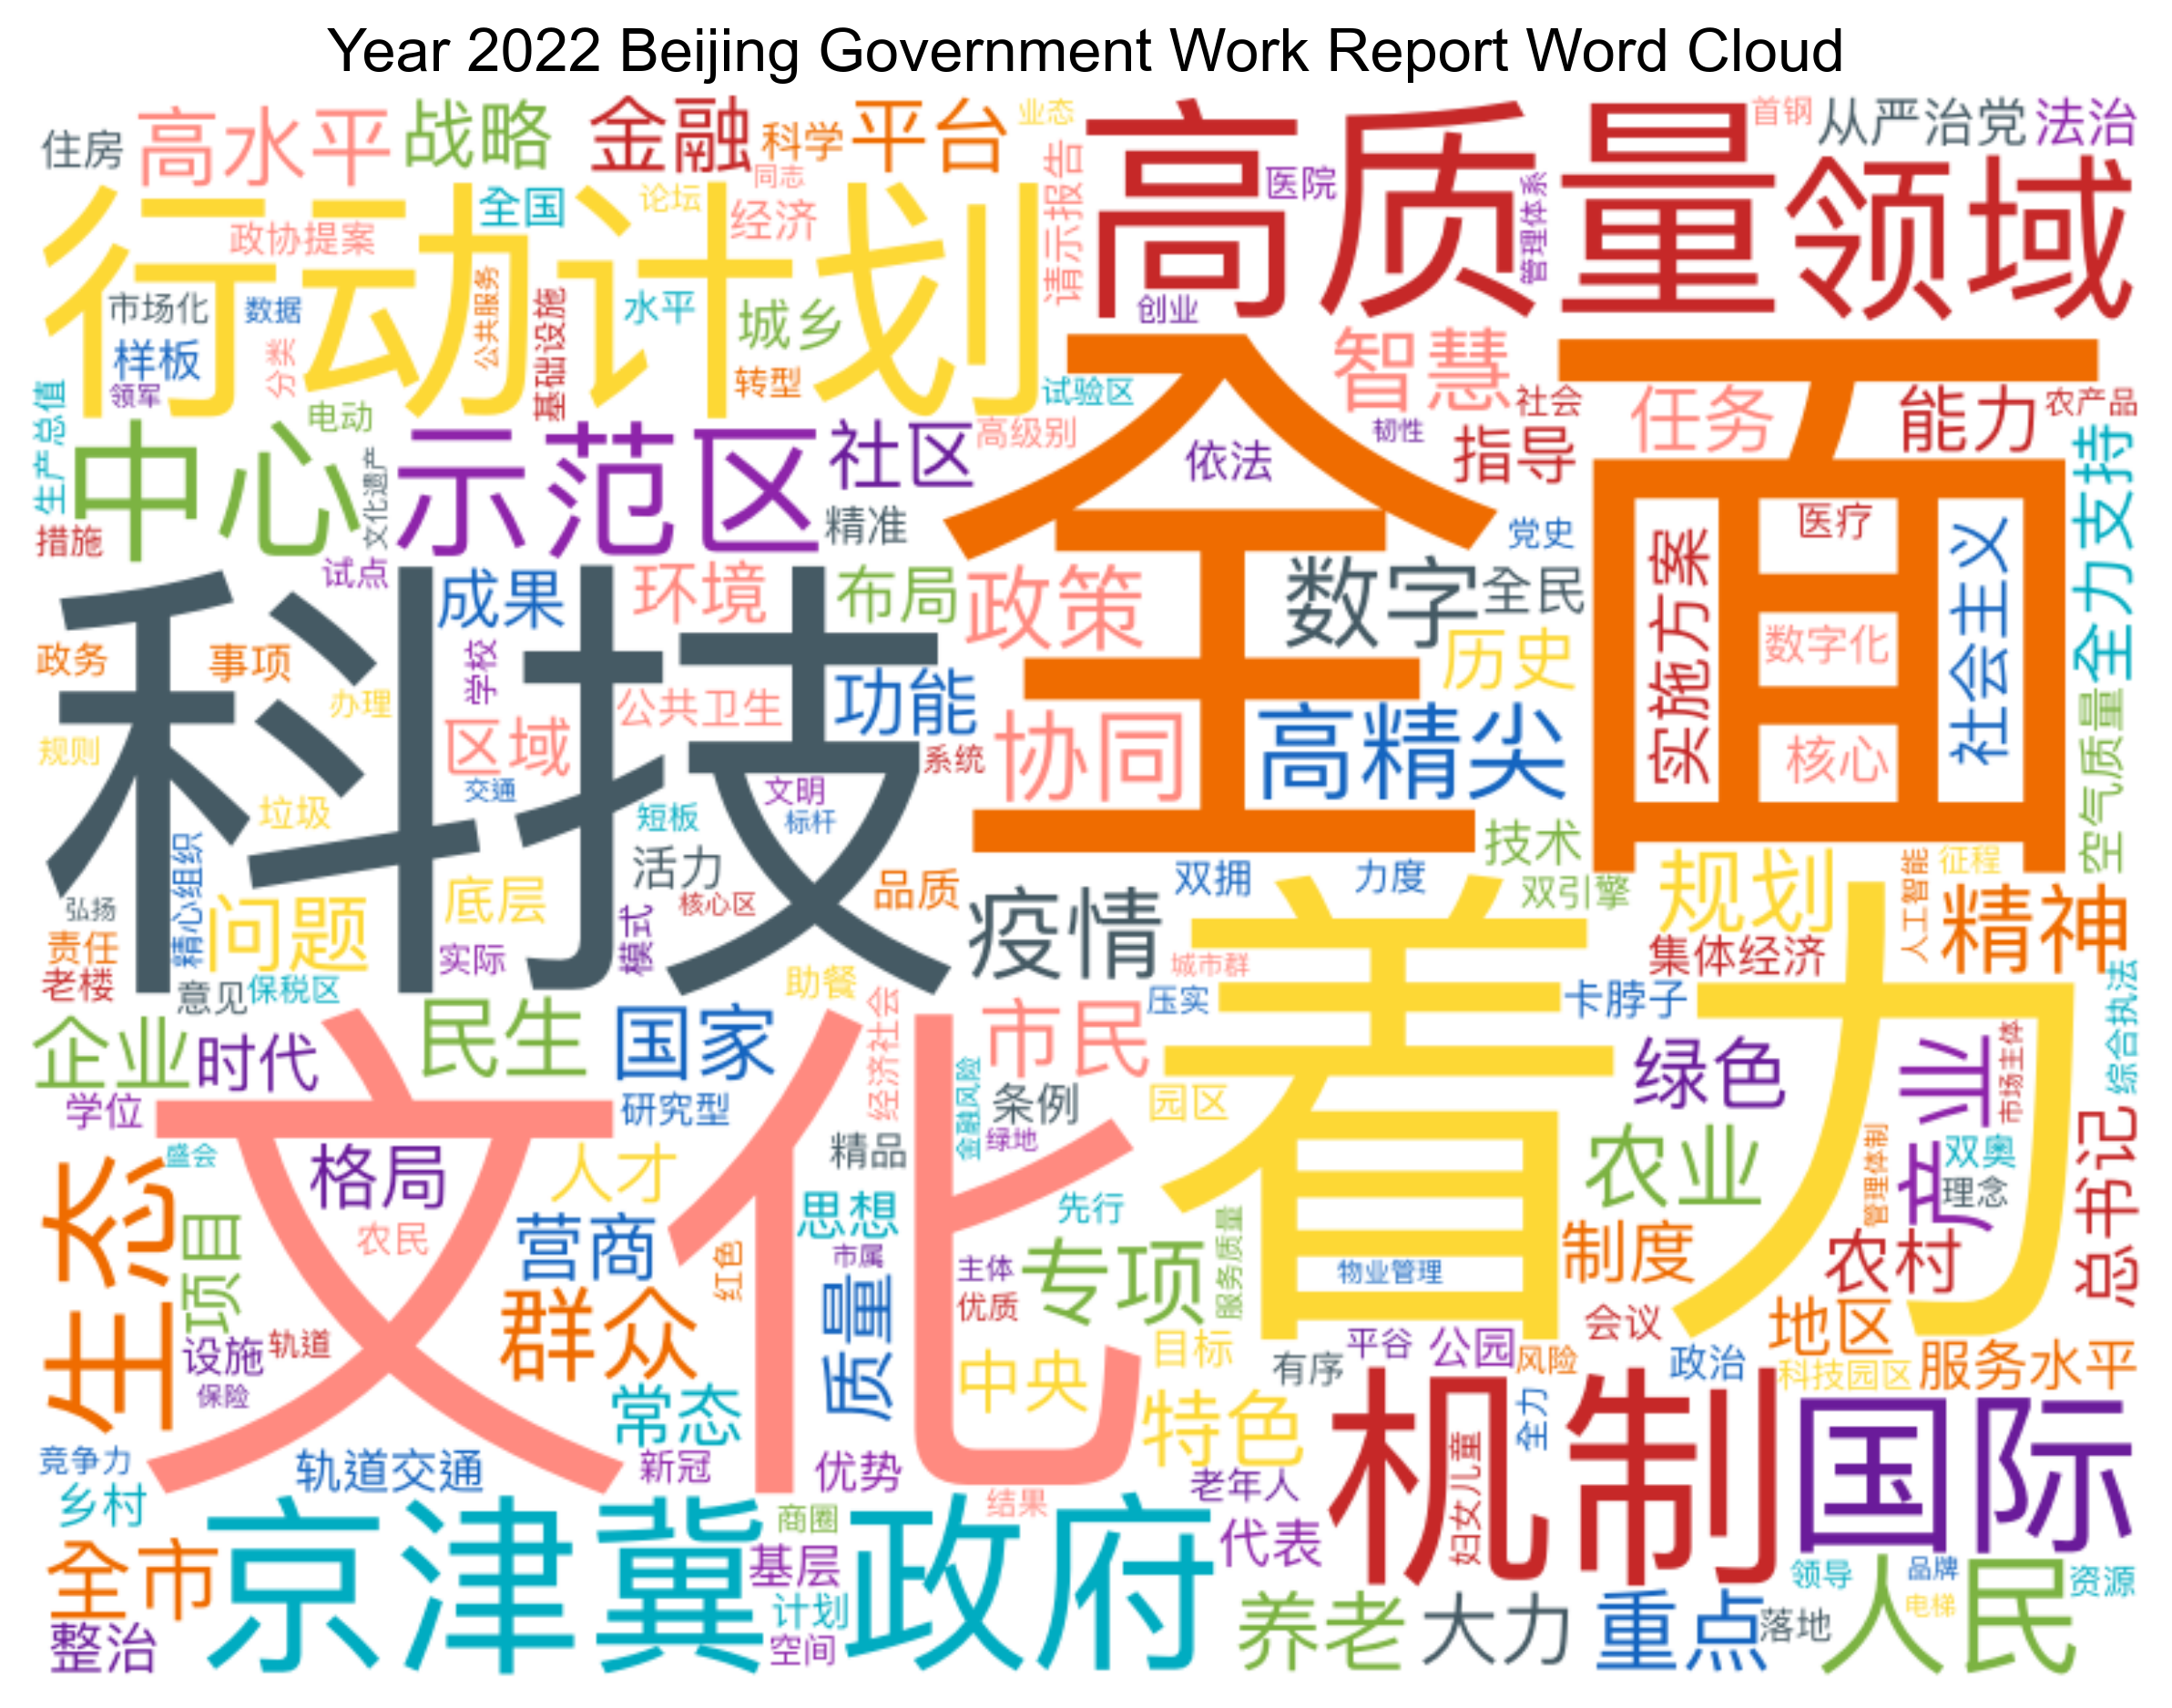 Year 2022 Beijing Government Work Report Word Cloud
住房
高水平
战略
金融
科学
平台
业态
高质量
首钢
从严治党
法治
行动计划
全国
论坛
同志
经济
政协提案
请示报告
医院
管理体系
领域
市场化
数据
公共服务
基础设施
水平
城乡
创业
样板
分类
领军
转型
试验区
智慧
全面
社会
任务
能力
农产品
生产总值
电动
中心
文化遗产
示范区
社区
高级别
依法
韧性
指导
措施
试点
精准
党史
医疗
实施方案
社会主义
全力支持
科技
成果
环境
布局
政策
数字
全民
数字化
政务
事项
办理
学校
公共卫生
功能
历史
规则
区域
系统
协同
高精尖
核心
空气质量
交通
文明
垃圾
短板
标杆
技术
精心组织
活力
品质
双拥
力度
双引擎
规划
人工智能
征程
弘扬
问题
底层
核心区
模式
疫情
着力
精神
责任
实际
城市群
集体经济
老楼
意见
保税区
助餐
压实
卡脖子
综合执法
企业
时代
民生
国家
经济社会
市民
绿色
产业
市场主体
学位
文化
研究型
金融风险
条例
园区
绿地
总书记
盛会
格局
人才
精品
农业
管理体制
双奥
理念
生态
项目
农民
营商
红色
思想
先行
服务质量
市属
主体
专项
物业管理
制度
农村
设施
轨道
群众
质量
优质
会议
地区
保险
常态
中央
目标
有序
平谷
公园
风险
政治
科技园区
服务水平
竞争力
轨道交通
新冠
优势
特色
全力
机制
国际
乡村
老年人
妇女儿童
京津冀
商圈
结果
政府
代表
全市
基层
领导
品牌
资源
整治
计划
空间
养老
大力
重点
落地
人民
电梯